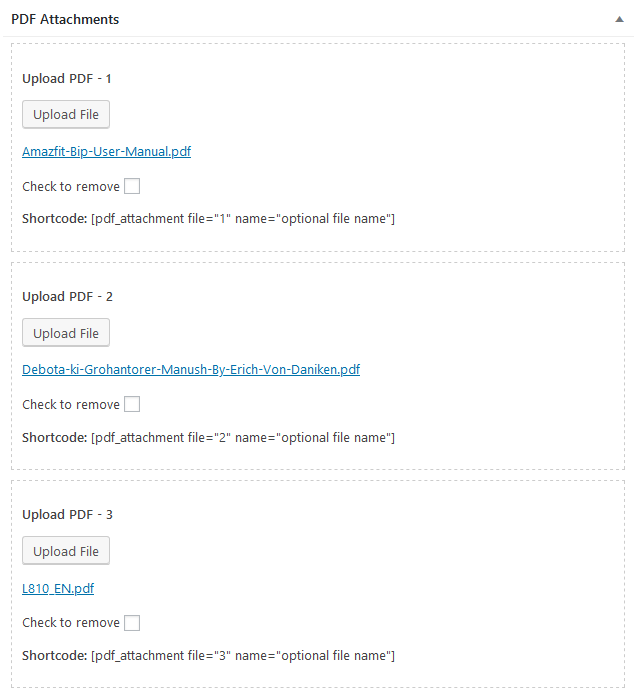 PDF Attachments
Upload PDF - 1
Upload File
Amazfit-Bip-User-Manual.pdf
Check to remove
Shortcode: [pdf_attachment file="1" name="optional file name"]
Upload PDF - 2
Upload File
Debota-ki-Grohantorer-Manush-By-Erich-Von-Daniken.pdf
Check to remove
Shortcode: [pdf_attachment file="2" name="optional file name"]
Upload PDF - 3
Upload File
L810_EN.pdf
Check to remove
Shortcode: [pdf_attachment file="3" name="optional file name"]